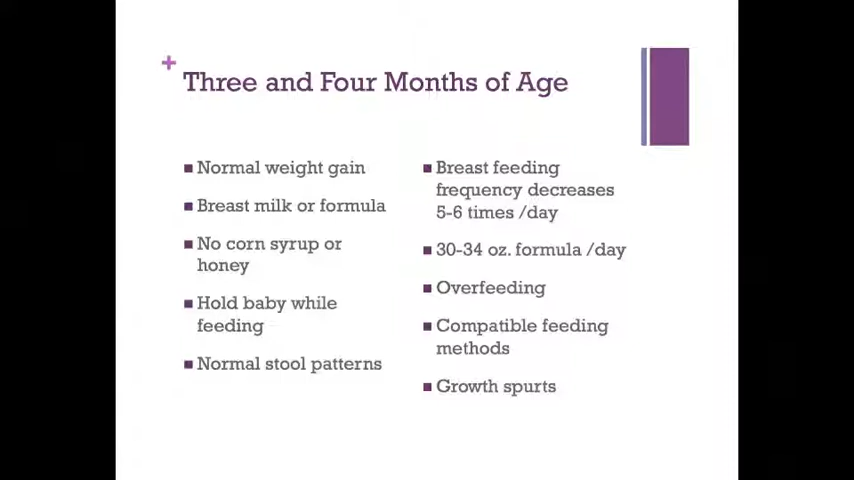 +
Three and Four Months of Age
■ Normal weight gain
■ Breast milk or formula
■ No corn syrup or
honey
■ Hold baby while
feeding
■ Normal stool patterns
■ Breast feeding
frequency decreases
5-6 times /day
■ 30-34 oz. formula /day
■ Overfeeding
■ Compatible feeding
methods
■ Growth spurts